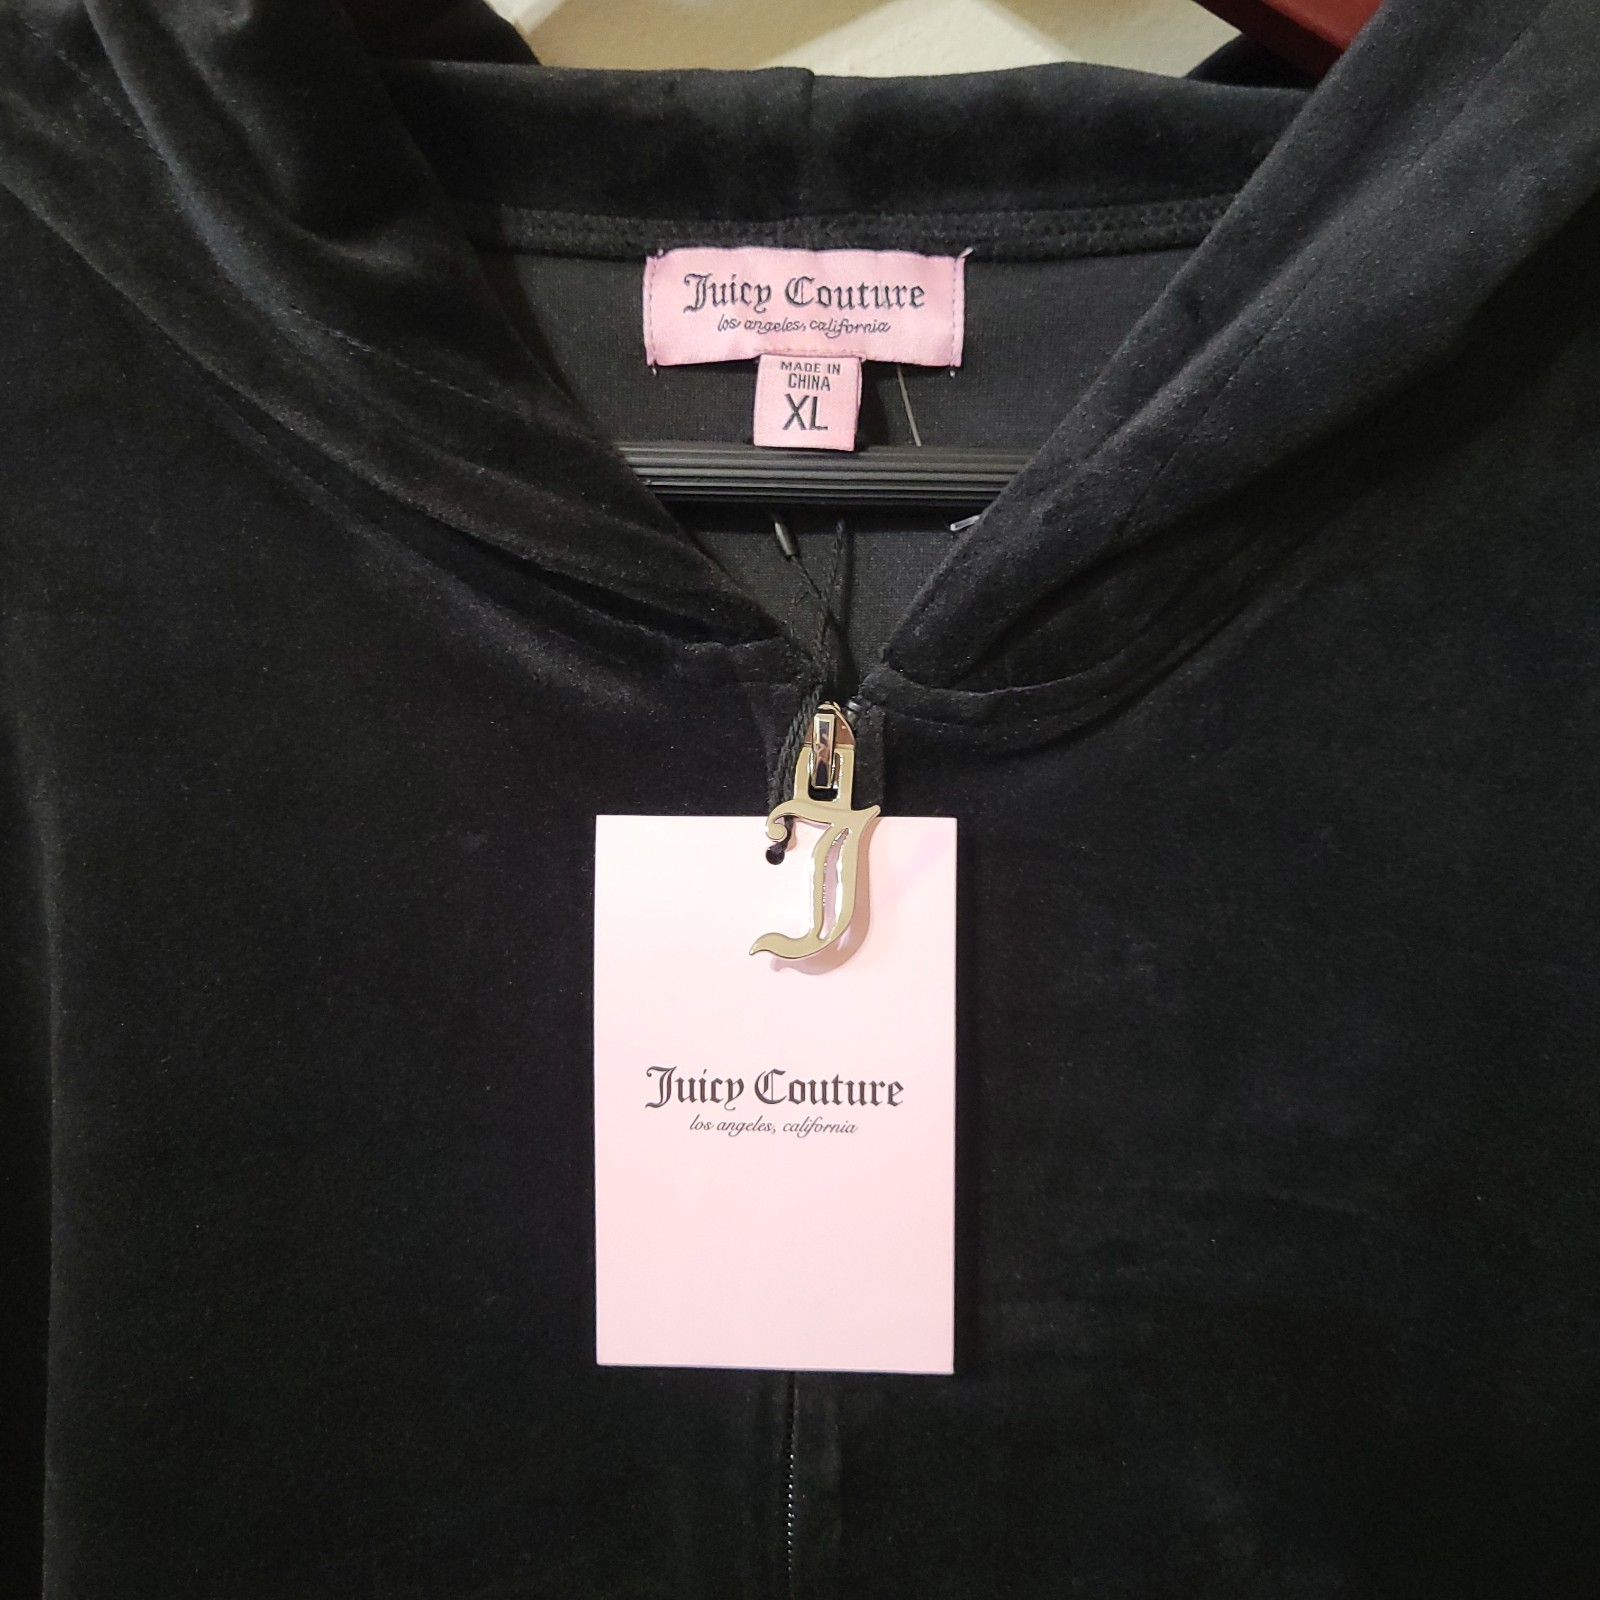 Juicy Couture
los angeles, california
MADE IN
CHINA
XL
J
Juicy Couture
los angeles, california